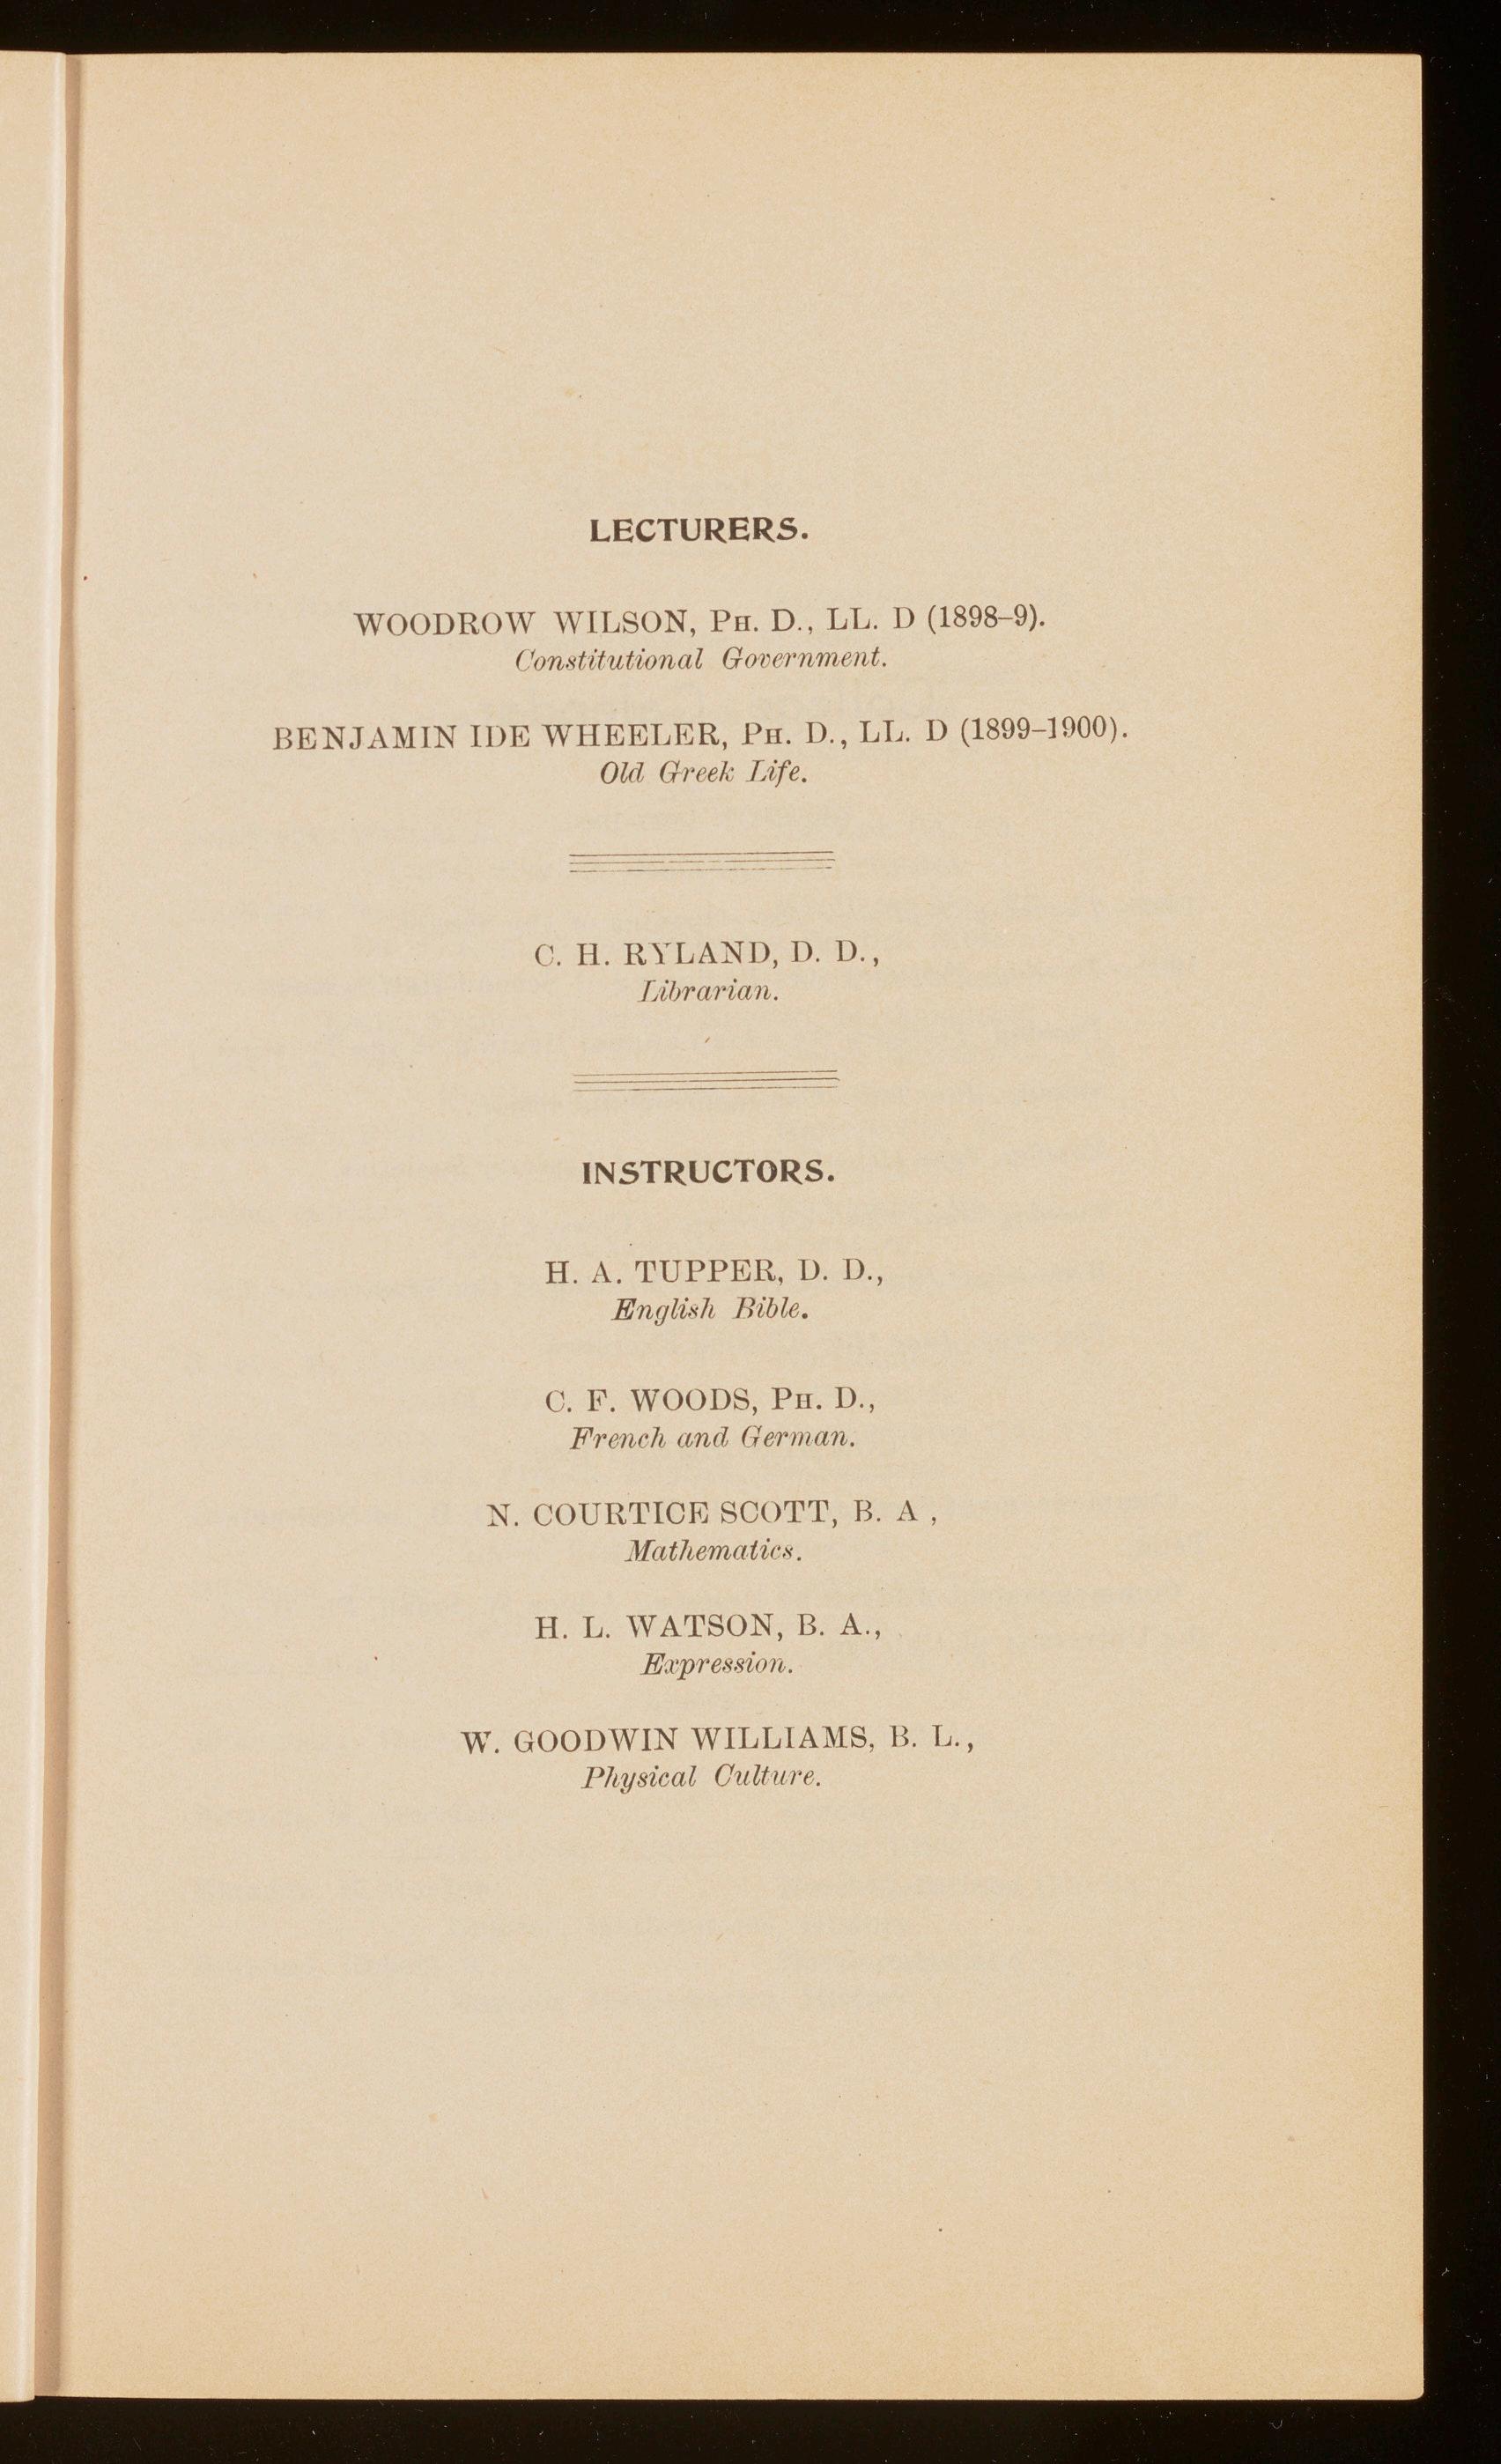 LECTURERS.
WOODROW WILSON, PH. D., LL. D (1898–9).
Constitutional Government.
BENJAMIN IDE WHEELER, PH. D., LL. D (1899–1900).
Old Greek Life.
C. H. RYLAND, D. D.,
Librarian.
INSTRUCTORS.
H. A. TUPPER, D. D.,
English Bible.
C. F. WOODS, PH. D.,
French and German.
N. COURTICE SCOTT, B. A ,
Mathematics.
H. L. WATSON, B. A.,
Expression.
W. GOODWIN WILLIAMS, B. L.,
Physical Culture.